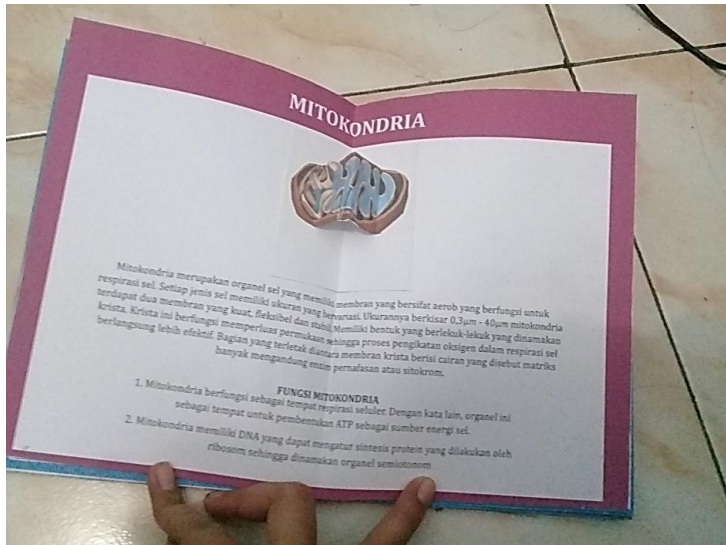 MITOKONDRIA
Mitokondria merupakan organel sel yang memiliki membran yang bersifat aerob yang berfungsi untuk
respirasi sel. Setiap jenis sel memiliki ukuran yang bervariasi. Ukurannya berkisar 0,3μm - 40μm mitokondria
terdapat dua membran yang kuat, fleksibel dan stabil. Memiliki bentuk yang berlekuk-lekuk yang dinamakan
krista. Krista ini berfungsi memperluas permukaan sehingga proses pengikatan oksigen dalam respirasi sel
berlangsung lebih efektif. Bagian yang terletak diantara membran krista berisi cairan yang disebut matriks
banyak mengandung enzim pernafasan atau sitokrom.
FUNGSI MITOKONDRIA
1. Mitokondria berfungsi sebagai tempat respirasi seluler. Dengan kata lain, organel ini
sebagai tempat untuk pembentukan ATP sebagai sumber energi sel.
2. Mitokondria memiliki DNA yang dapat mengatur sintesis protein yang dilakukan oleh
ribosom sehingga dinamakan organel semiotonom